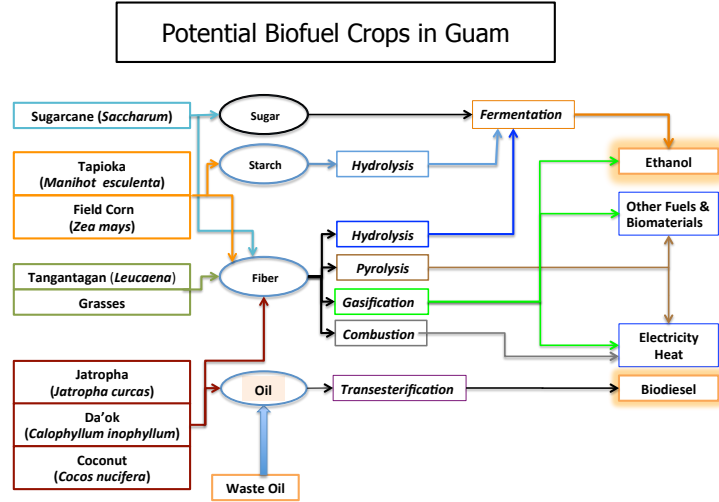 Potential Biofuel Crops in Guam
Sugarcane (Saccharum)
Sugar
Fermentation
Tapioka
(Manihot esculenta)
Starch
Hydrolysis
Ethanol
Field Corn
(Zea mays)
Other Fuels &
Biomaterials
Hydrolysis
Tangantagan (Leucaena)
Fiber
Pyrolysis
Grasses
Gasification
Combustion
Electricity
Heat
Jatropha
(Jatropha curcas)
Oil
Transesterification
Biodiesel
Da'ok
(Calophyllum inophyllum)
Coconut
(Cocos nucifera)
Waste Oil